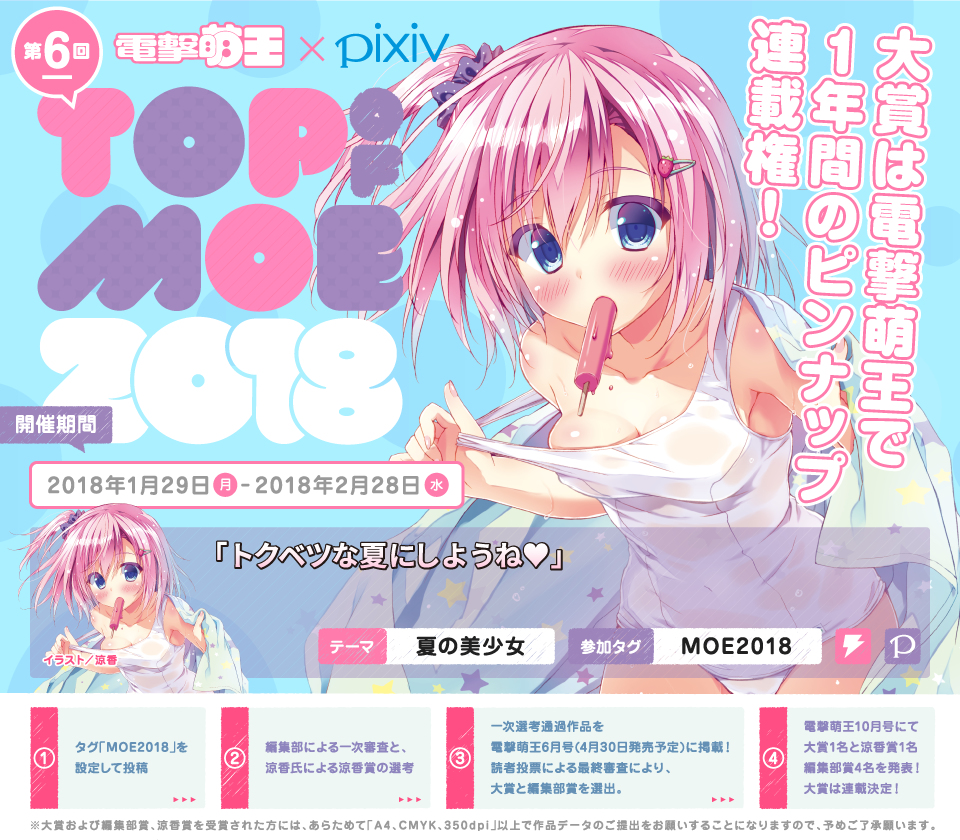 第6回
電撃萌王×pixiv
TOP OF
MOE
2018
大賞は電撃萌王で
1年間のピンナップ
連載権！
開催期間
2018年1月29日月-2018年2月28日水
「トクベツな夏にしようね♥」
イラスト／涼香
テーマ 夏の美少女 参加タグ MOE2018 p
①
タグ「MOE2018」を
設定して投稿
②
編集部による一次審査と、
涼香氏による涼香賞の選考
③
一次選考通過作品を
電撃萌王6月号(4月30日発売予定)に掲載！
読者投票による最終審査により、
大賞と編集部賞を選出。
④
電撃萌王10月号にて
大賞1名と涼香賞1名
編集部賞4名を発表！
大賞は連載決定！
※大賞および編集部賞、涼香賞を受賞された方には、あらためて「A4、CMYK、350dpi」以上で作品データのご提出をお願いすることになりますので、予めご了承願います。